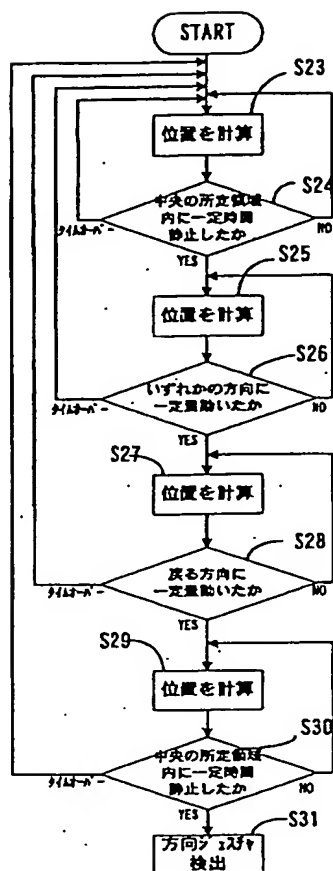 START
S23
位置を計算
S24
中央の所定領域
内に一定時間
静止したか
タイムオーバー
NO
YES
S25
位置を計算
S26
いずれかの方向に
一定量動いたか
タイムオーバー
NO
YES
S27
位置を計算
S28
戻る方向に
一定量動いたか
タイムオーバー
NO
YES
S29
位置を計算
S30
中央の所定領域
内に一定時間
静止したか
タイムオーバー
NO
YES
S31
方向ジェスチャ
検出